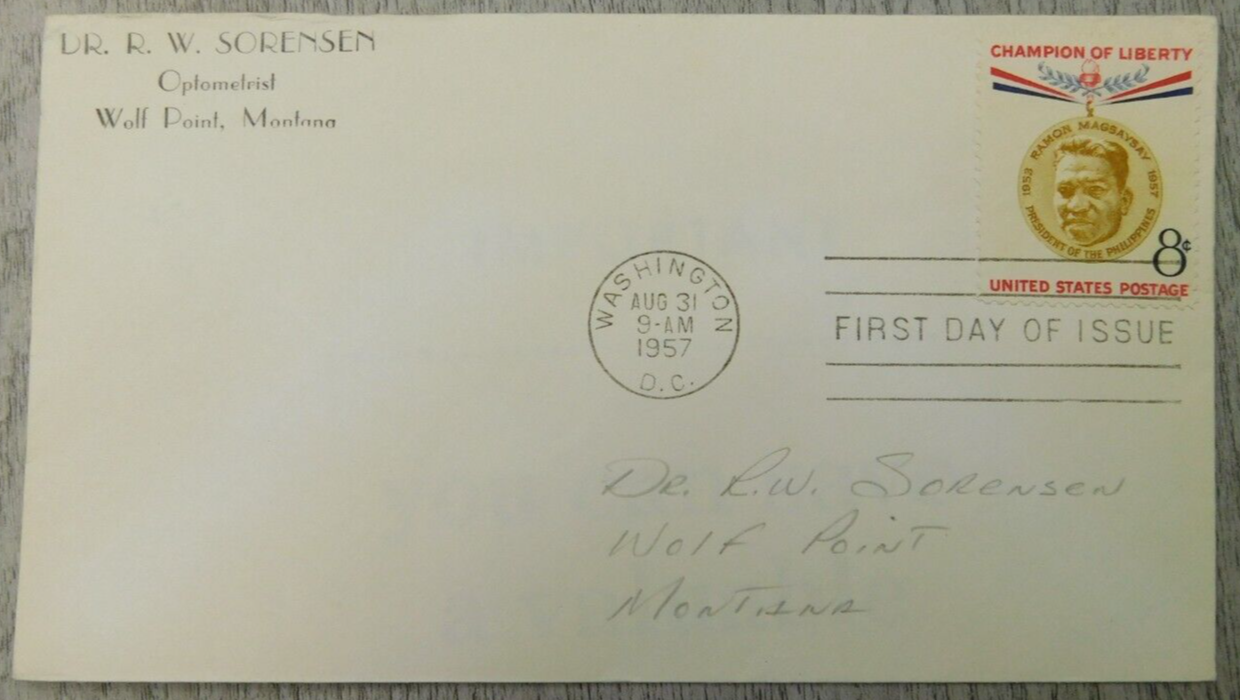 DR. R. W. SORENSEN
Optometrist
Wolf Point, Montana
CHAMPION OF LIBERTY
RAMON MAGSAYSAY
1953 1957
PRESIDENT OF THE PHILIPPINES
8¢
UNITED STATES POSTAGE
WASHINGTON
AUG 31
9-AM
1957
D.C.
FIRST DAY OF ISSUE
DR. R.W. SORENSEN
WOLF POINT
MONTANA